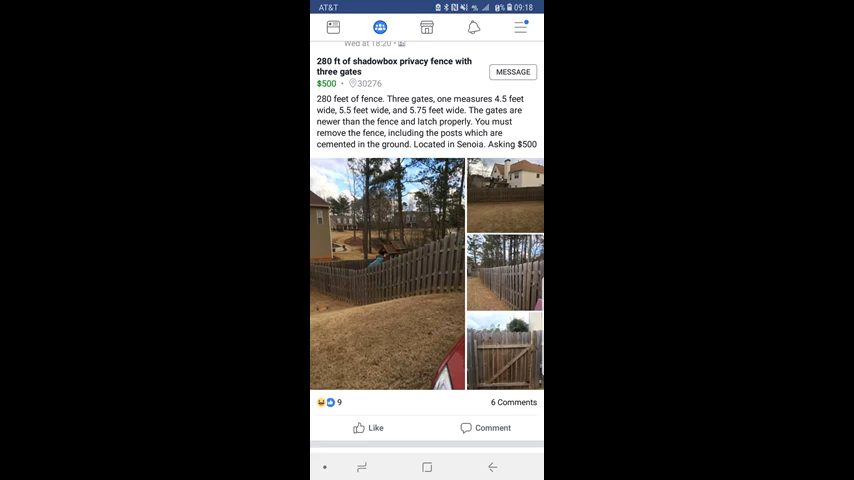 AT&T 09:18
Wed at 18:20 •
280 ft of shadowbox privacy fence with
three gates
MESSAGE
$500 • 30276
280 feet of fence. Three gates, one measures 4.5 feet
wide, 5.5 feet wide, and 5.75 feet wide. The gates are
newer than the fence and latch properly. You must
remove the fence, including the posts which are
cemented in the ground. Located in Senoia. Asking $500
9 6 Comments
Like Comment